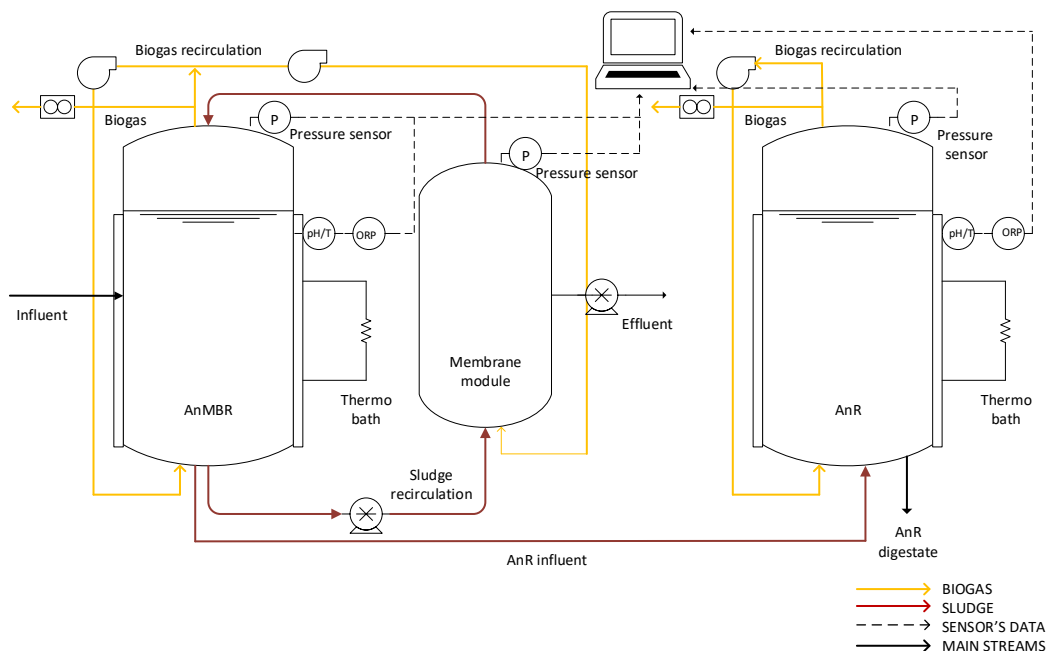 Biogas recirculation
Biogas recirculation
Biogas
P
Pressure sensor
P
Pressure sensor
Biogas
P
Pressure
sensor
pH/T
ORP
pH/T
ORP
Influent
Effluent
Membrane
module
Thermo
bath
AnMBR
Thermo
bath
AnR
Sludge
recirculation
AnR influent
AnR
digestate
BIOGAS
SLUDGE
SENSOR'S DATA
MAIN STREAMS